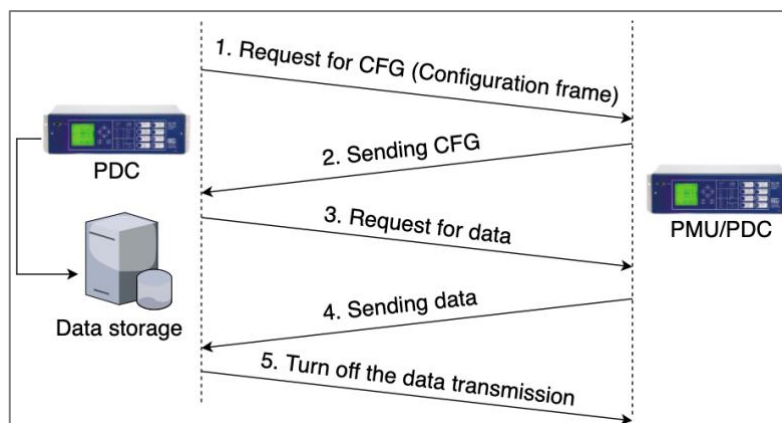 1. Request for CFG (Configuration frame)
2. Sending CFG
PDC
3. Request for data
PMU/PDC
4. Sending data
Data storage
5. Turn off the data transmission